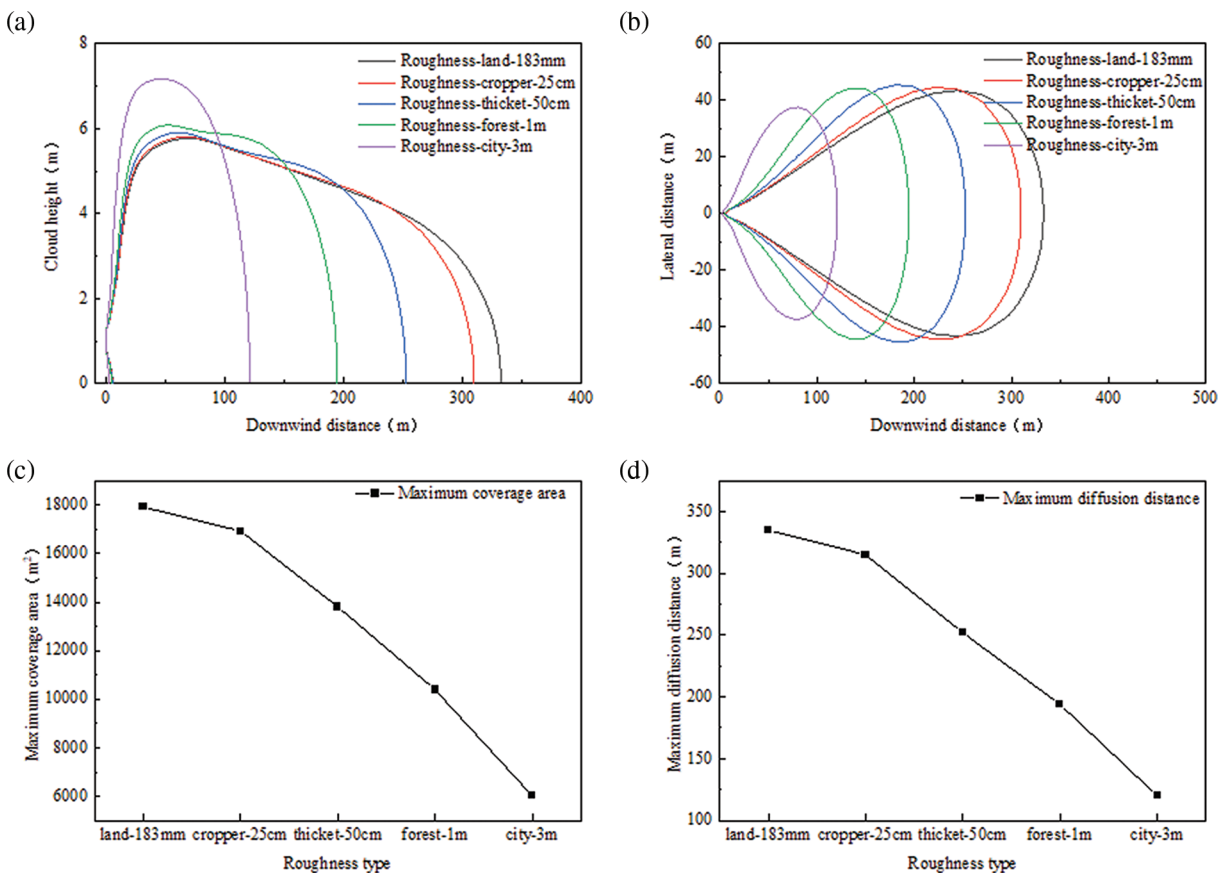 (a)
8
6
4
2
0
Cloud height (m)
0 100 200 300 400
Downwind distance (m)
Roughness-land-183mm
Roughness-cropper-25cm
Roughness-thicket-50cm
Roughness-forest-1m
Roughness-city-3m
(b)
60
40
20
0
-20
-40
-60
Lateral distance (m)
0 100 200 300 400 500
Downwind distance (m)
Roughness-land-183mm
Roughness-cropper-25cm
Roughness-thicket-50cm
Roughness-forest-1m
Roughness-city-3m
(c)
18000
16000
14000
12000
10000
8000
6000
Maximum coverage area (m²)
Maximum coverage area
land-183mm cropper-25cm thicket-50cm forest-1m city-3m
Roughness type
(d)
350
300
250
200
150
100
Maximum diffusion distance (m)
Maximum diffusion distance
land-183mm cropper-25cm thicket-50cm forest-1m city-3m
Roughness type